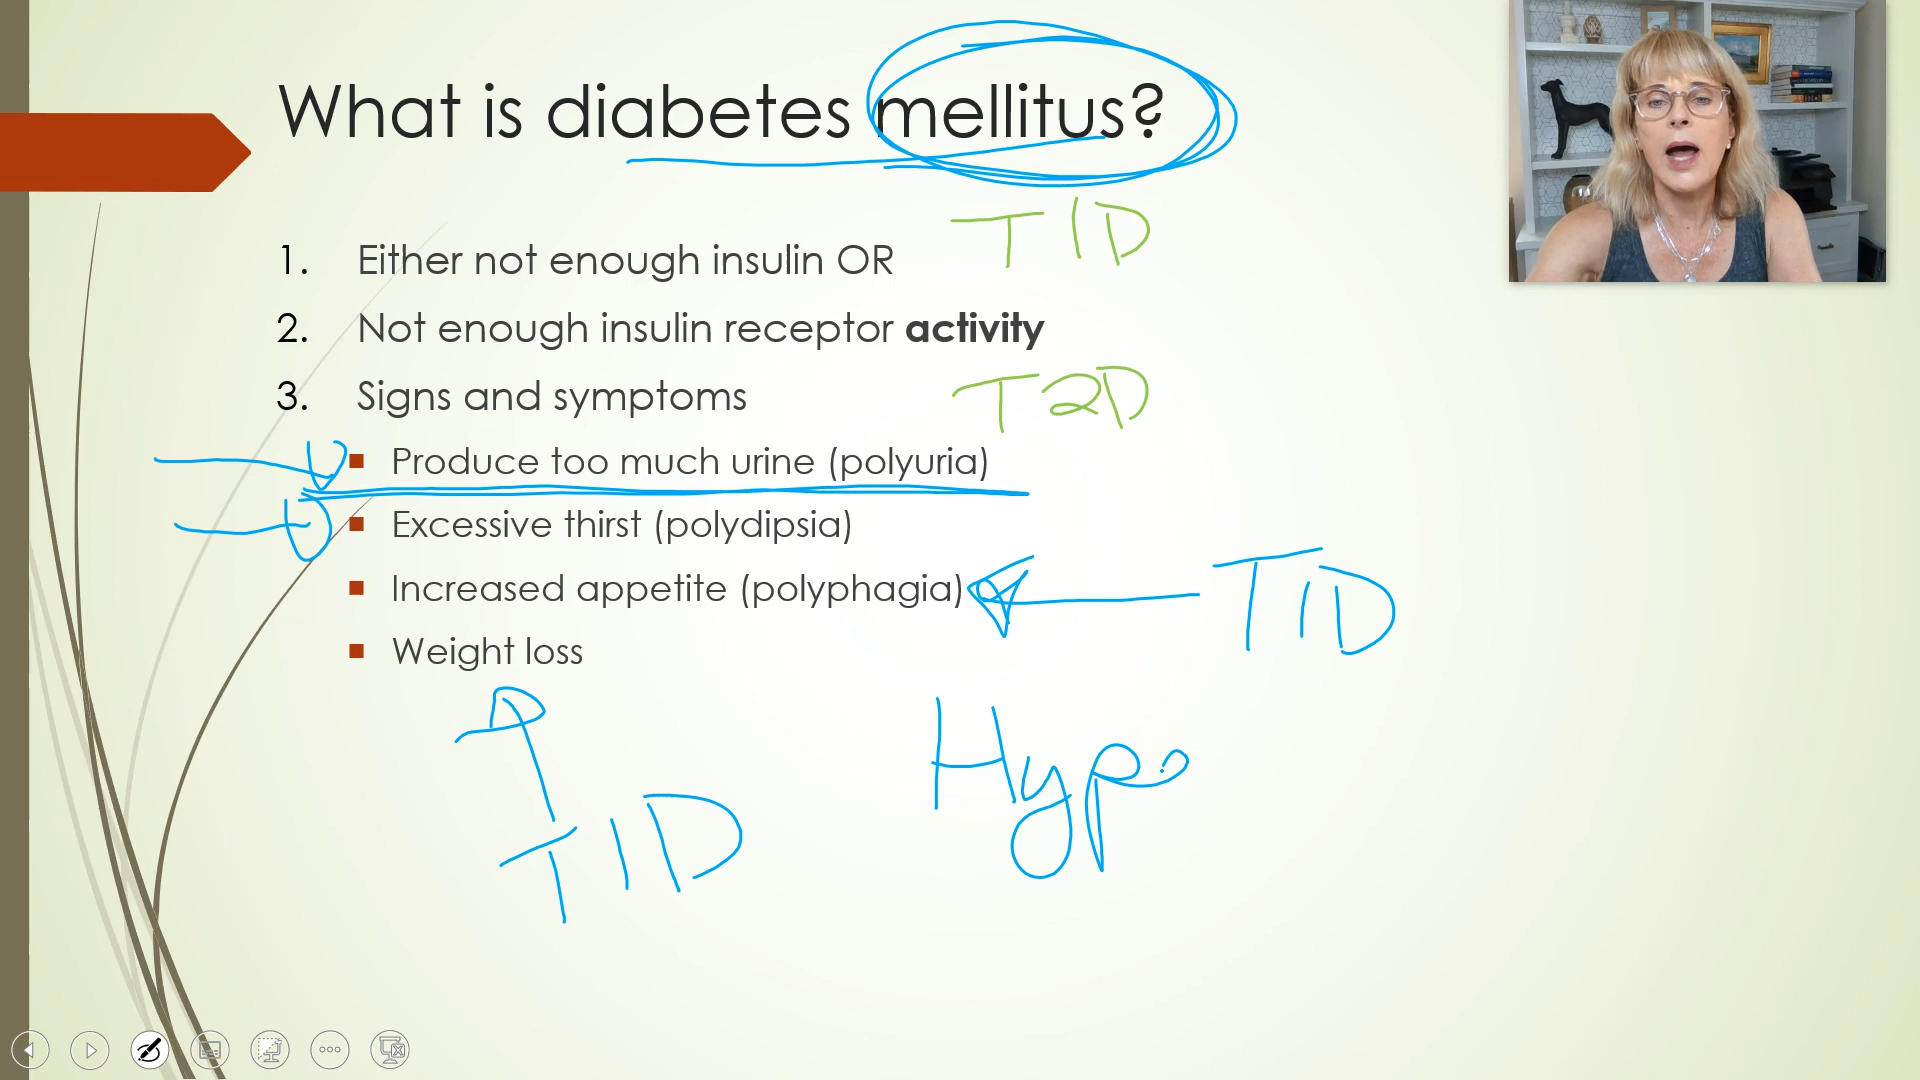 What is diabetes mellitus?
T1D
1. Either not enough insulin OR
2. Not enough insulin receptor activity
T2D
3. Signs and symptoms
Produce too much urine (polyuria)
Excessive thirst (polydipsia)
Increased appetite (polyphagia)
T1D
Weight loss
T1D
Hypo